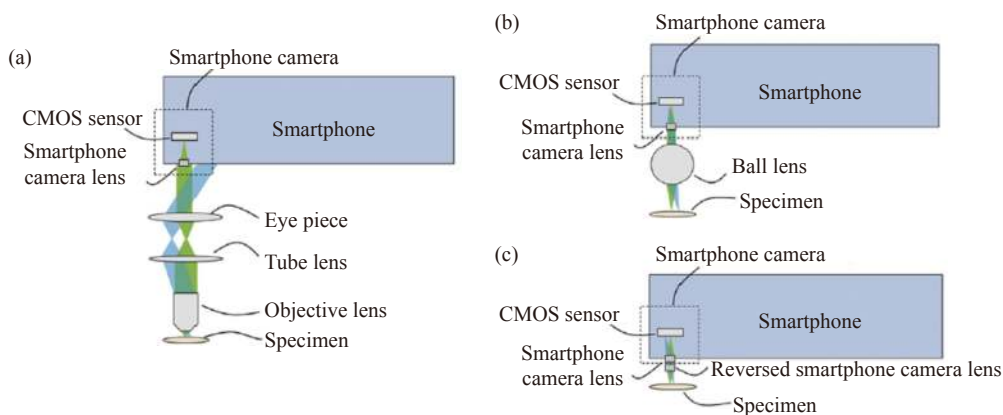 (a)
Smartphone camera
CMOS sensor
Smartphone
Smartphone
camera lens
Eye piece
Tube lens
Objective lens
Specimen
(b)
Smartphone camera
CMOS sensor
Smartphone
Smartphone
camera lens
Ball lens
Specimen
(c)
Smartphone camera
CMOS sensor
Smartphone
Smartphone
camera lens
Reversed smartphone camera lens
Specimen